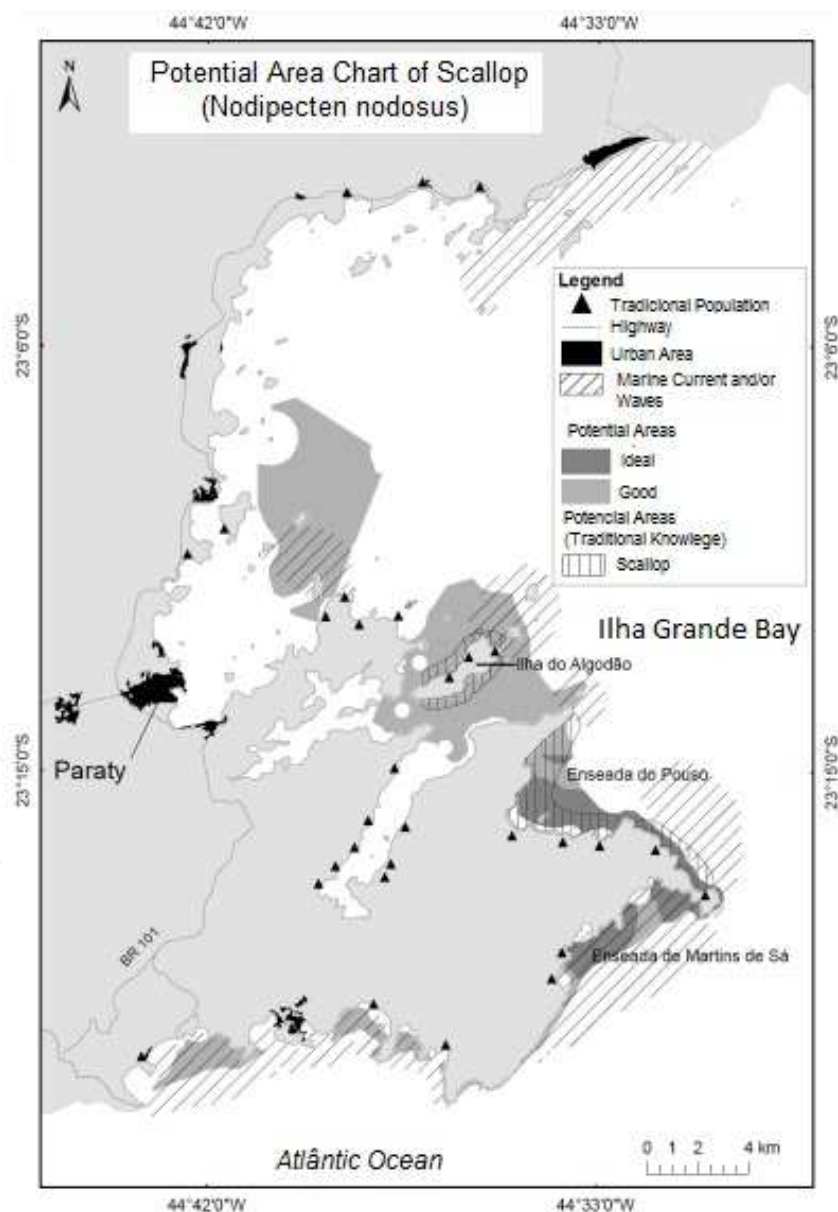 44°42'0"W
44°33'0"W
N
Potential Area Chart of Scallop
(Nodipecten nodosus)
Legend
Tradicional Population
Highway
Urban Area
Marine Current and/or
Waves
Potential Areas
Ideal
Good
Potencial Areas
(Traditional Knowlege)
Scallop
23°6'0"S
23°6'0"S
Ilha Grande Bay
Ilha do Algodão
Paraty
Enseada do Pouso
23°15'0"S
23°15'0"S
BR 101
Enseada de Martins de Sá
Atlântic Ocean
0 1 2 4 km
44°42'0"W
44°33'0"W